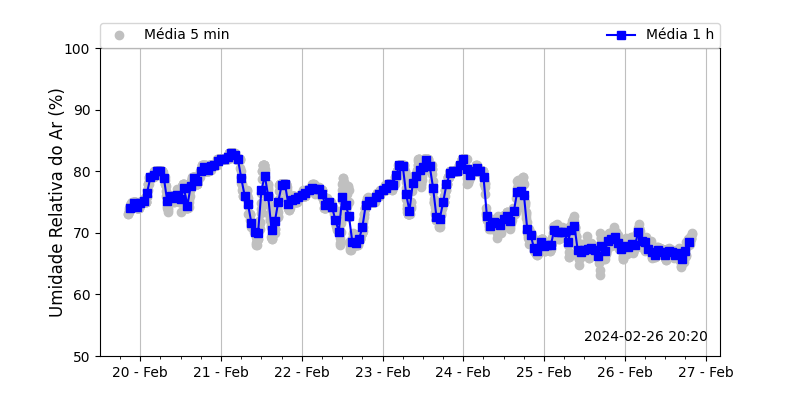 Média 5 min
Média 1 h
Umidade Relativa do Ar (%)
100
90
80
70
60
50
2024-02-26 20:20
20 - Feb
21 - Feb
22 - Feb
23 - Feb
24 - Feb
25 - Feb
26 - Feb
27 - Feb